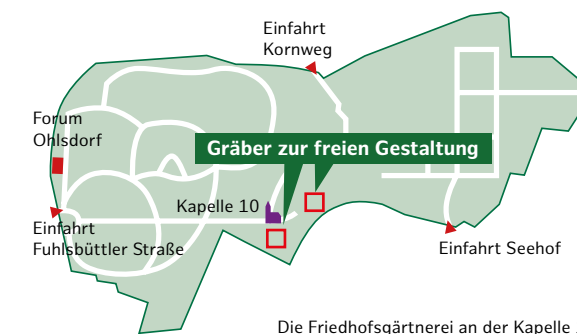 Einfahrt
Kornweg
Forum
Ohlsdorf
Gräber zur freien Gestaltung
Kapelle 10
Einfahrt
Fuhlsbüttler Straße
Einfahrt Seehof
Die Friedhofsgärtnerei an der Kapelle